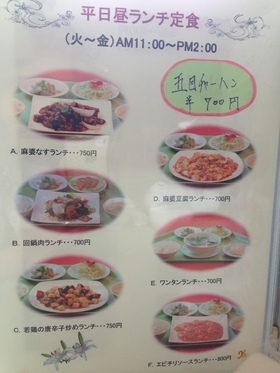 平日昼ランチ定食
(火〜金)AM11:00〜PM2:00
五目チャーハン
¥700円
A. 麻婆なすランチ・・・750円
B. 回鍋肉ランチ・・・700円
C. 若鶏の唐辛子炒めランチ・・・750円
D. 麻婆豆腐ランチ・・・700円
E. ワンタンランチ・・・700円
F. エビチリソースランチ・・・800円